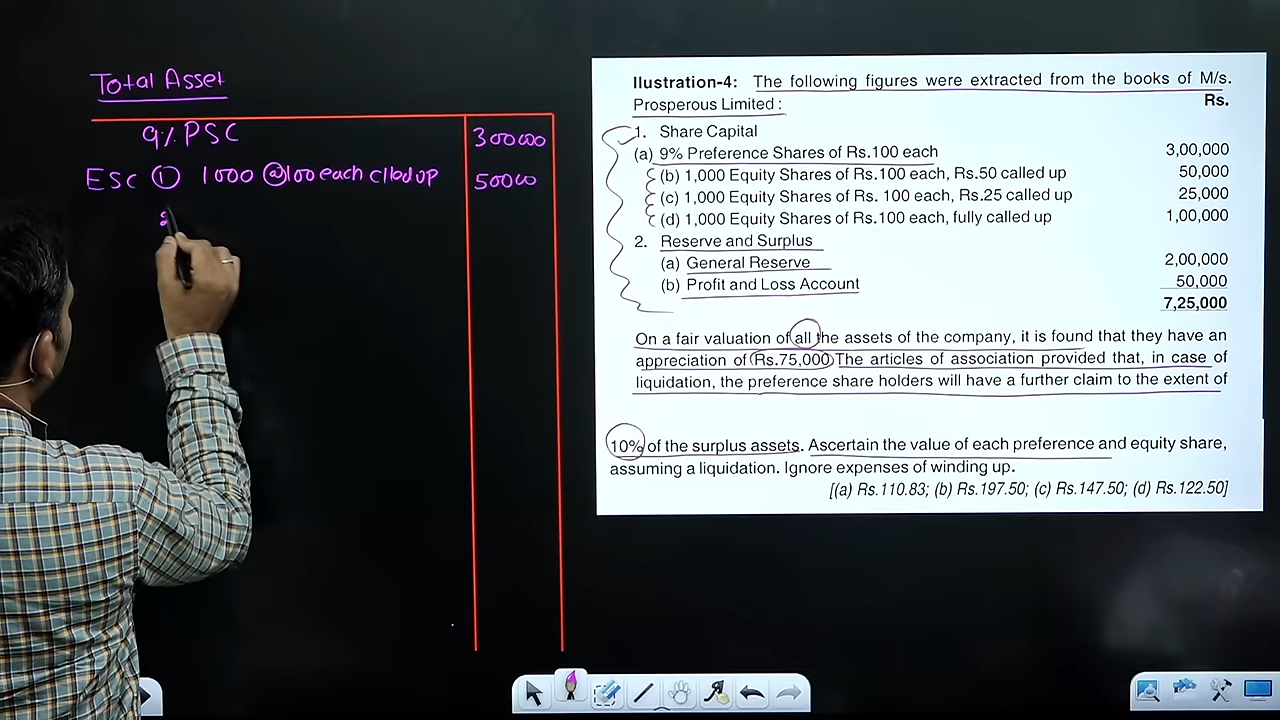 Total Asset
9% PSC 300000
ESC ① 1000 @100 each Clled up 50000
Ilustration-4: The following figures were extracted from the books of M/s.
Prosperous Limited :
Rs.
1. Share Capital
(a) 9% Preference Shares of Rs.100 each 3,00,000
(b) 1,000 Equity Shares of Rs.100 each, Rs.50 called up 50,000
(c) 1,000 Equity Shares of Rs. 100 each, Rs.25 called up 25,000
(d) 1,000 Equity Shares of Rs.100 each, fully called up 1,00,000
2. Reserve and Surplus
(a) General Reserve 2,00,000
(b) Profit and Loss Account 50,000
7,25,000
On a fair valuation of all the assets of the company, it is found that they have an
appreciation of Rs.75,000 The articles of association provided that, in case of
liquidation, the preference share holders will have a further claim to the extent of
10% of the surplus assets. Ascertain the value of each preference and equity share,
assuming a liquidation. Ignore expenses of winding up.
[(a) Rs.110.83; (b) Rs.197.50; (c) Rs.147.50; (d) Rs.122.50]